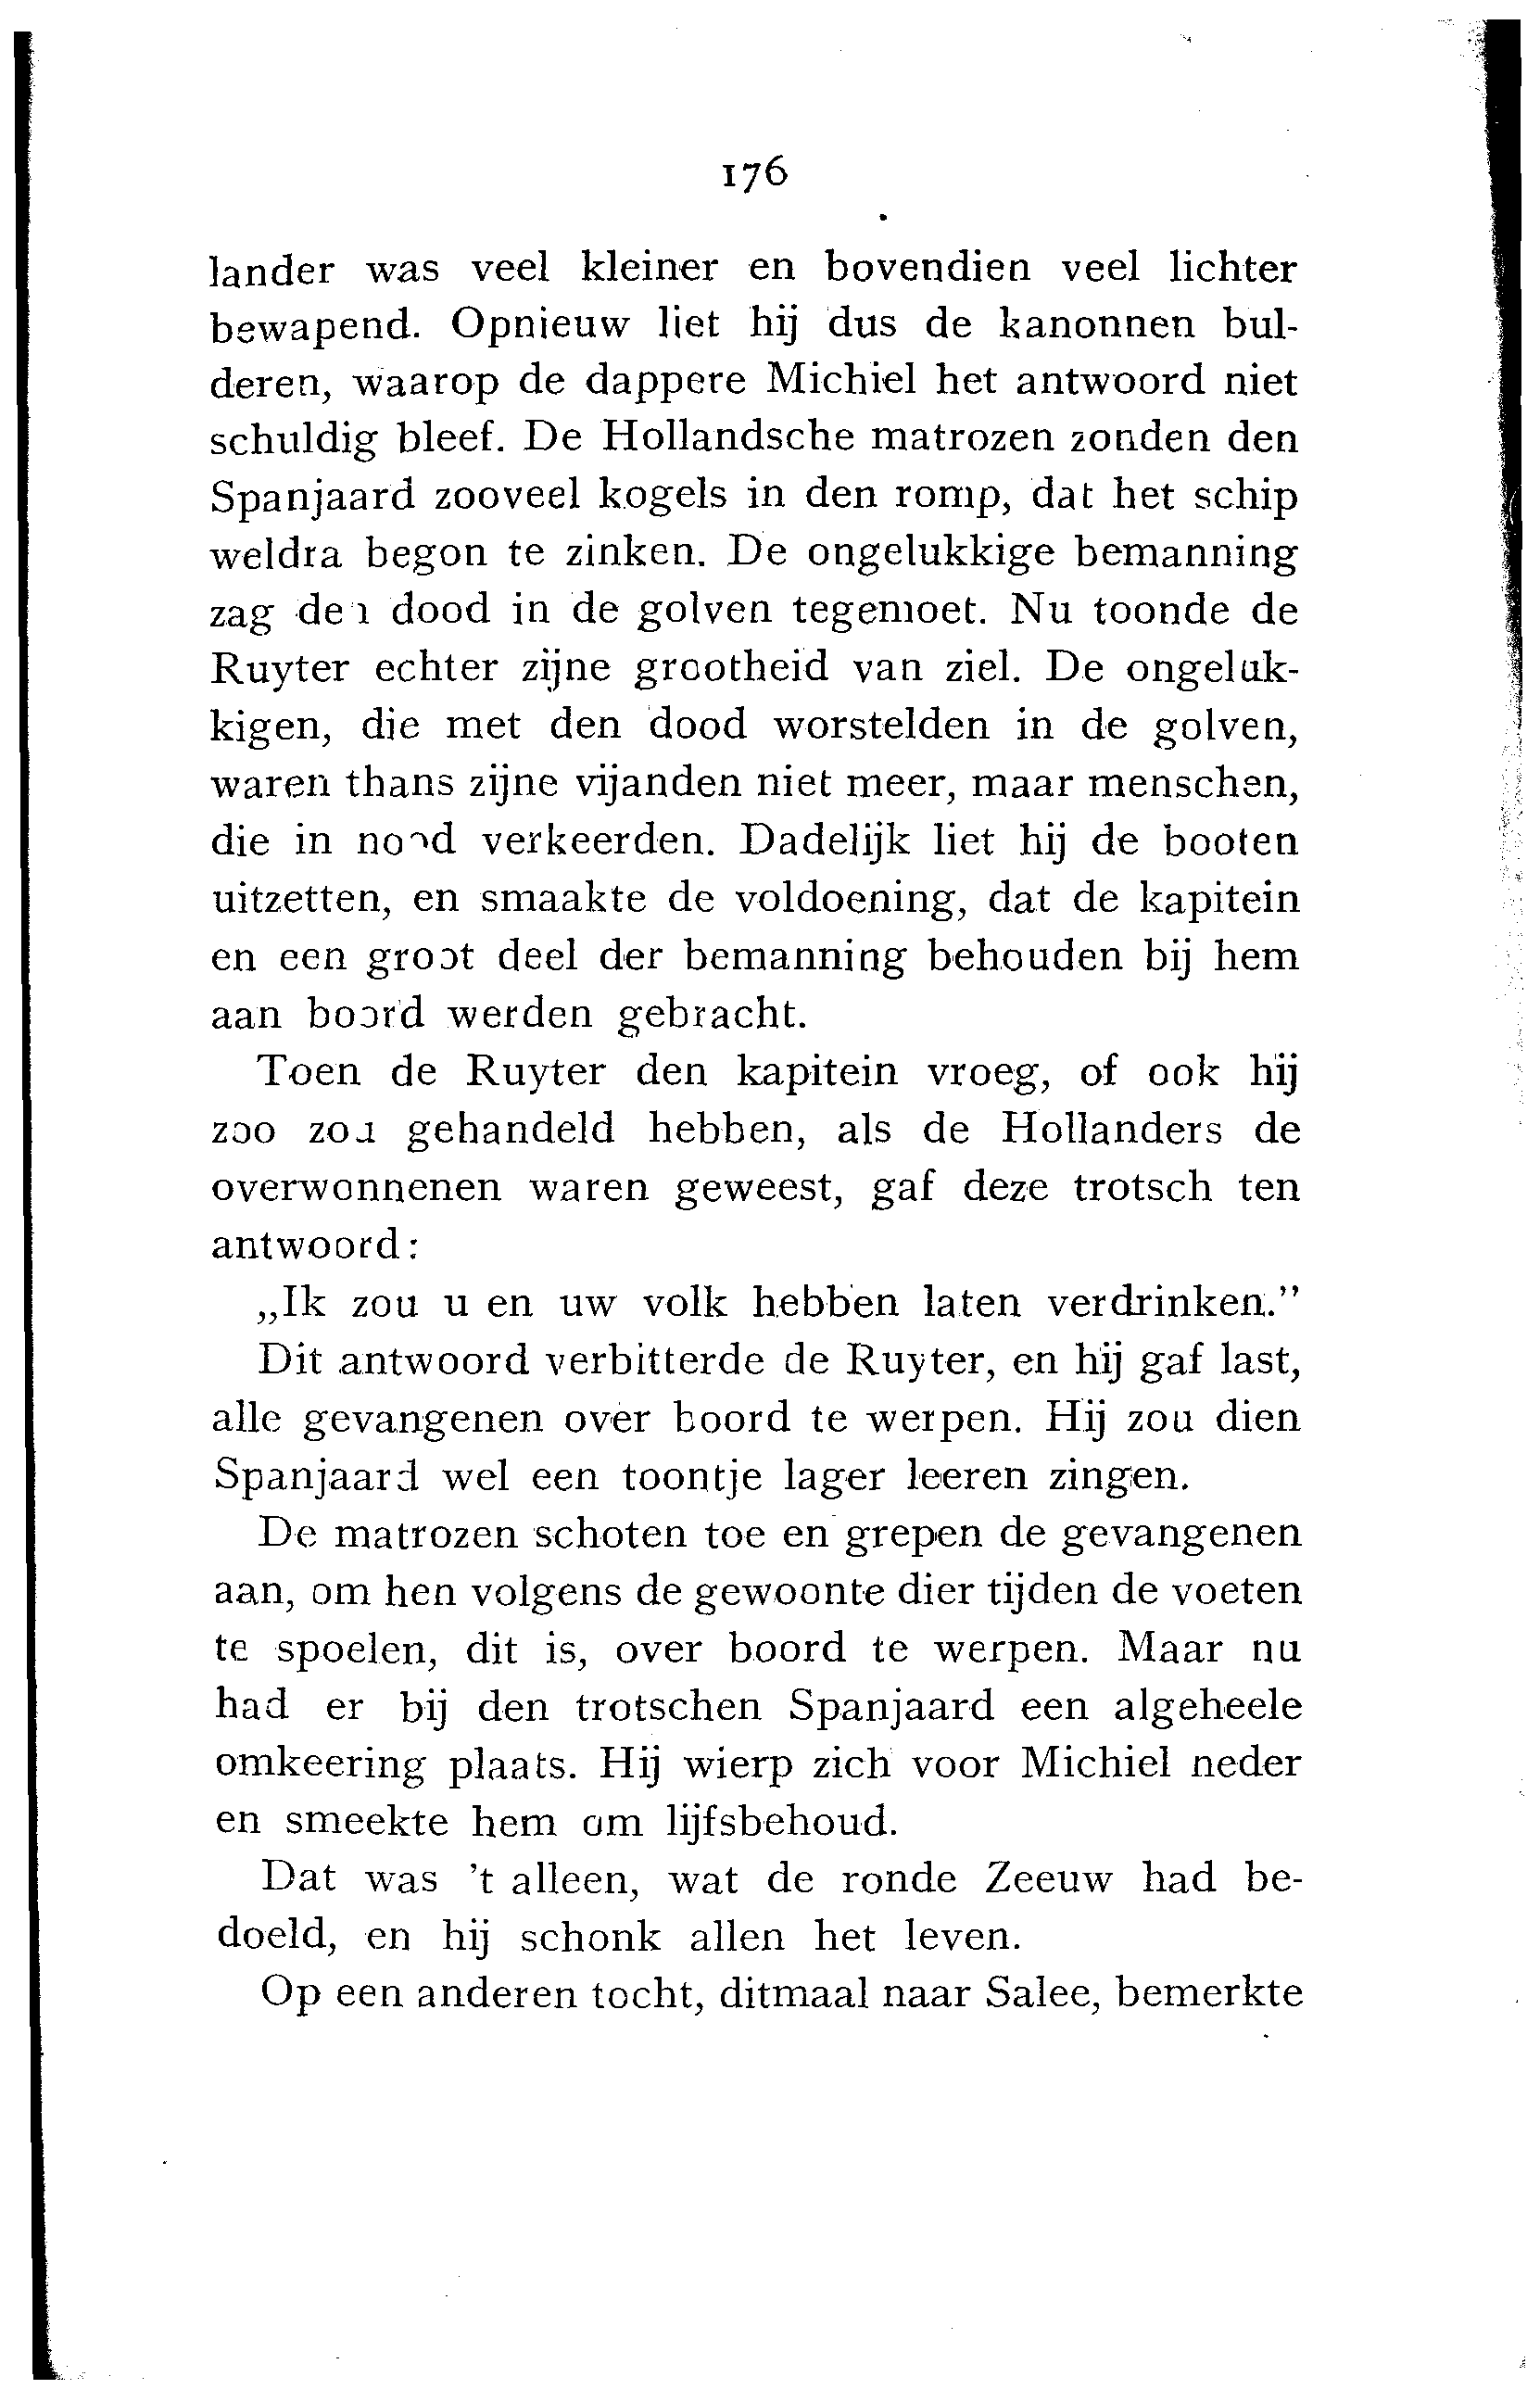 176
lander was veel kleiner en bovendien veel lichter
bewapend. Opnieuw liet hij dus de kanonnen bul-
deren, waarop de dappere Michiel het antwoord niet
schuldig bleef. De Hollandsche matrozen zonden den
Spanjaard zooveel kogels in den romp, dat het schip
weldra begon te zinken. De ongelukkige bemanning
zag den dood in de golven tegemoet. Nu toonde de
Ruyter echter zijne grootheid van ziel. De ongeluk-
kigen, die met den dood worstelden in de golven,
waren thans zijne vijanden niet meer, maar menschen,
die in nood verkeerden. Dadelijk liet hij de booten
uitzetten, en smaakte de voldoening, dat de kapitein
en een groot deel der bemanning behouden bij hem
aan boord werden gebracht.
Toen de Ruyter den kapitein vroeg, of ook hij
zoo zou gehandeld hebben, als de Hollanders de
overwonnenen waren geweest, gaf deze trotsch ten
antwoord:
„Ik zou u en uw volk hebben laten verdrinken.”
Dit antwoord verbitterde de Ruyter, en hij gaf last,
alle gevangenen over boord te werpen. Hij zou dien
Spanjaard wel een toontje lager leeren zingen.
De matrozen schoten toe en grepen de gevangenen
aan, om hen volgens de gewoonte dier tijden de voeten
te spoelen, dit is, over boord te werpen. Maar nu
had er bij den trotschen Spanjaard een algeheele
omkeering plaats. Hij wierp zich voor Michiel neder
en smeekte hem om lijfsbehoud.
Dat was ’t alleen, wat de ronde Zeeuw had be-
doeld, en hij schonk allen het leven.
Op een anderen tocht, ditmaal naar Salee, bemerkte